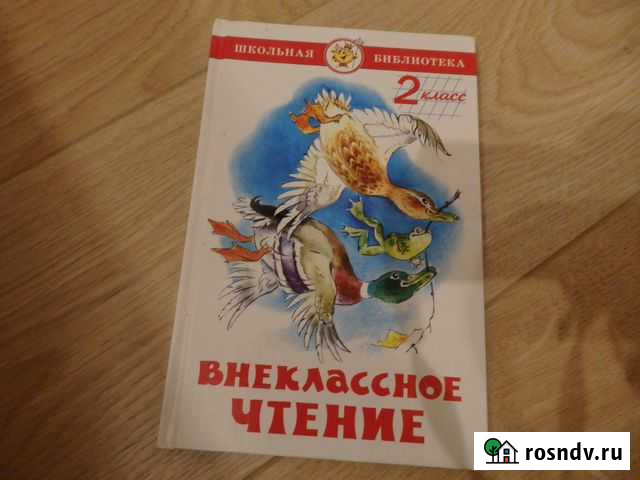 ШКОЛЬНАЯ БИБЛИОТЕКА
2 класс
ВНЕКЛАССНОЕ
ЧТЕНИЕ
rosndv.ru